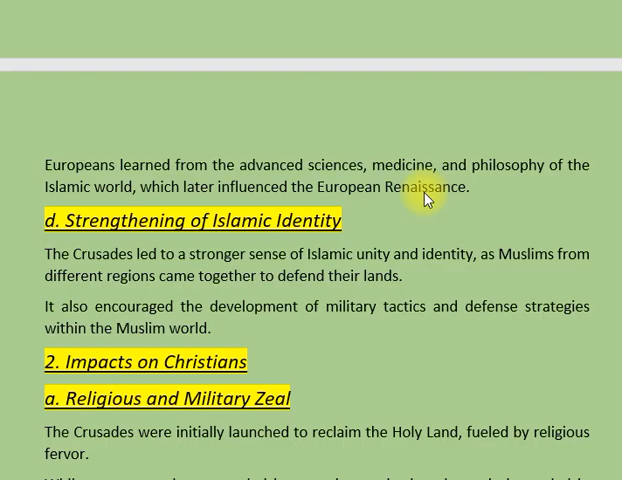 Europeans learned from the advanced sciences, medicine, and philosophy of the
Islamic world, which later influenced the European Renaissance.
d. Strengthening of Islamic Identity
The Crusades led to a stronger sense of Islamic unity and identity, as Muslims from
different regions came together to defend their lands.
It also encouraged the development of military tactics and defense strategies
within the Muslim world.
2. Impacts on Christians
a. Religious and Military Zeal
The Crusades were initially launched to reclaim the Holy Land, fueled by religious
fervor.